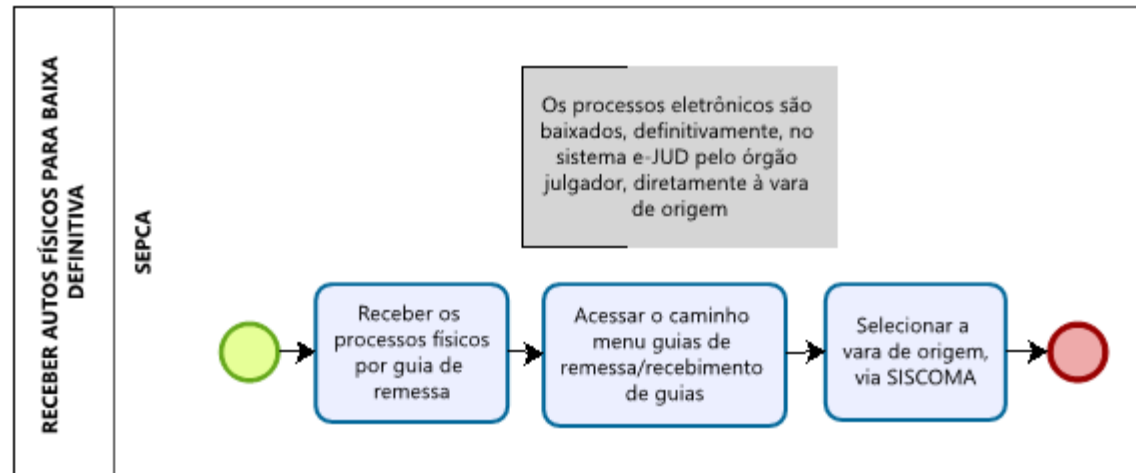 RECEBER AUTOS FÍSICOS PARA BAIXA
DEFINITIVA
SEPCA
Os processos eletrônicos são
baixados, definitivamente, no
sistema e-JUD pelo órgão
julgador, diretamente à vara
de origem
Receber os
processos físicos
por guia de
remessa
Acessar o caminho
menu guias de
remessa/recebimento
de guias
Selecionar a
vara de origem,
via SISCOMA